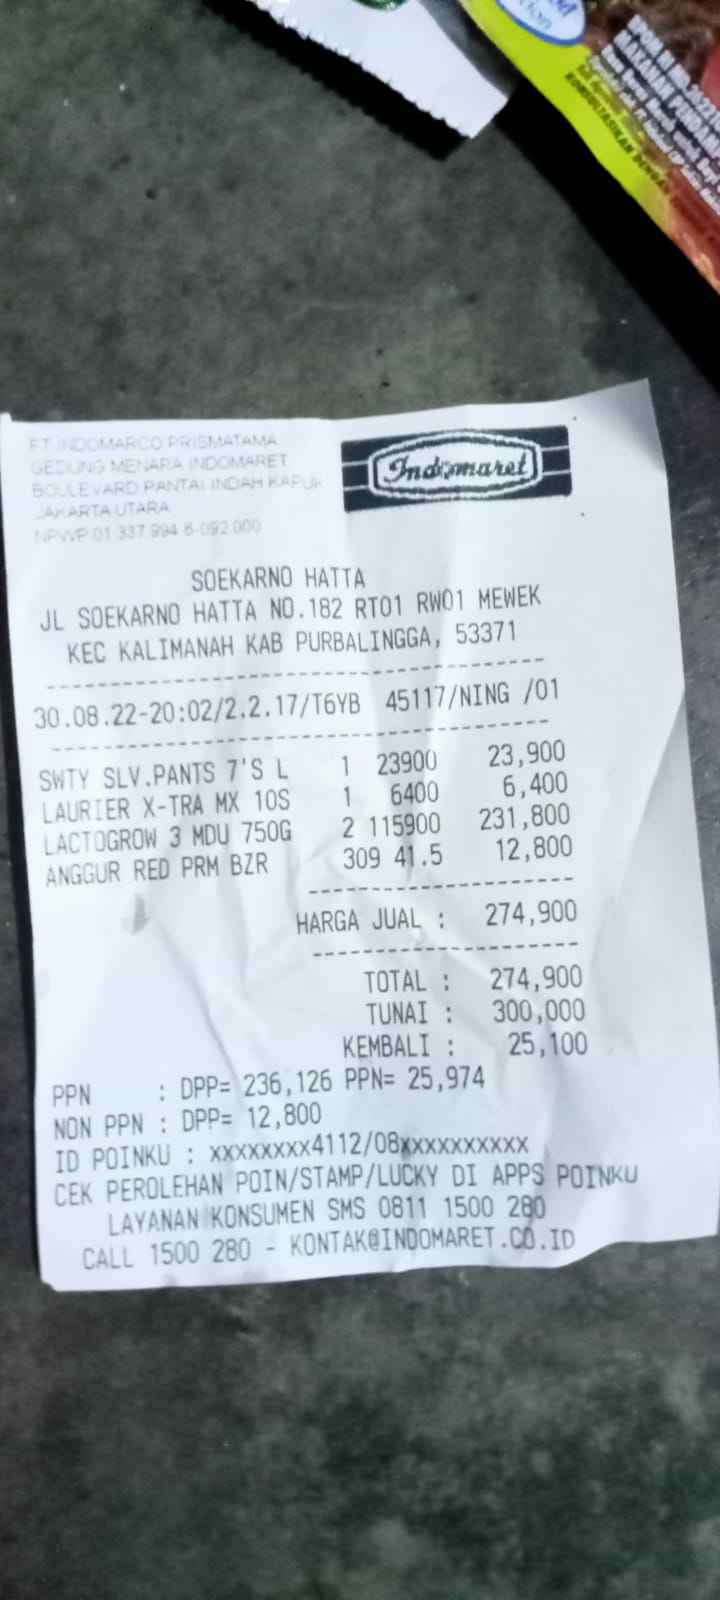 KONSULTASIKAN DENGAN
PT INDOMARCO PRISMATAMA
GEDUNG MENARA INDOMARET
BOULEVARD PANTAI INDAH KAPUK
JAKARTA UTARA
NPWP 01 337 994 6-092 000
Indomaret
SOEKARNO HATTA
JL SOEKARNO HATTA NO.182 RT01 RW01 MEWEK
KEC KALIMANAH KAB PURBALINGGA, 53371
30.08.22-20:02/2.2.17/T6YB 45117/NING /01
SWTY SLV.PANTS 7'S L 1 23900 23,900
LAURIER X-TRA MX 10S 1 6400 6,400
LACTOGROW 3 MDU 750G 2 115900 231,800
ANGGUR RED PRM BZR 309 41.5 12,800
HARGA JUAL : 274,900
TOTAL : 274,900
TUNAI : 300,000
KEMBALI : 25,100
PPN : DPP= 236,126 PPN= 25,974
NON PPN : DPP= 12,800
ID POINKU : xxxxxxxx4112/08xxxxxxxxxx
CEK PEROLEHAN POIN/STAMP/LUCKY DI APPS POINKU
LAYANAN KONSUMEN SMS 0811 1500 280
CALL 1500 280 - KONTAK@INDOMARET.CO.ID